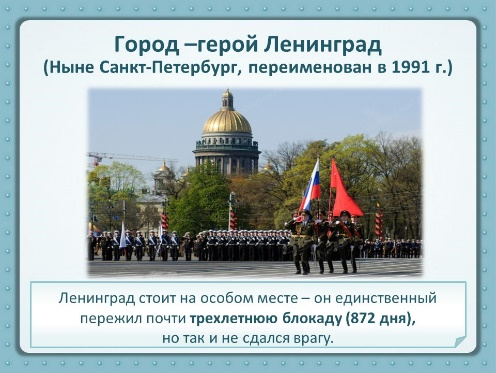 Город –герой Ленинград
(Ныне Санкт-Петербург, переименован в 1991 г.)
Ленинград стоит на особом месте – он единственный
пережил почти трехлетнюю блокаду (872 дня),
но так и не сдался врагу.